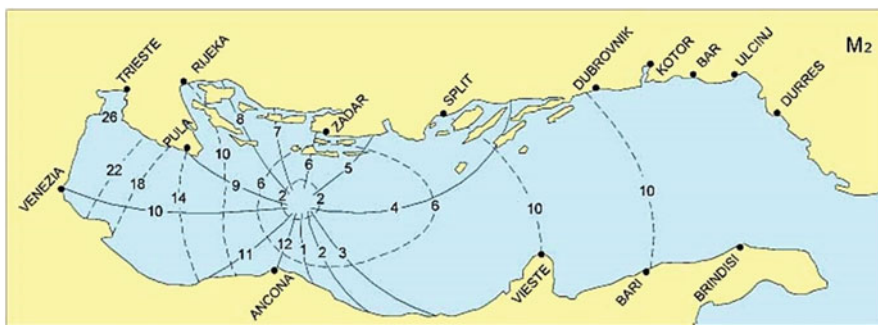 M2
TRIESTE
RIJEKA
PULA
ZADAR
SPLIT
DUBROVNIK
KOTOR
BAR
ULCINJ
DURRES
VENEZIA
ANCONA
VIESTE
BARI
BRINDISI
26
22
18
14
10
8
7
6
5
9
6
2
2
10
4
6
10
10
11
12
1
2
3